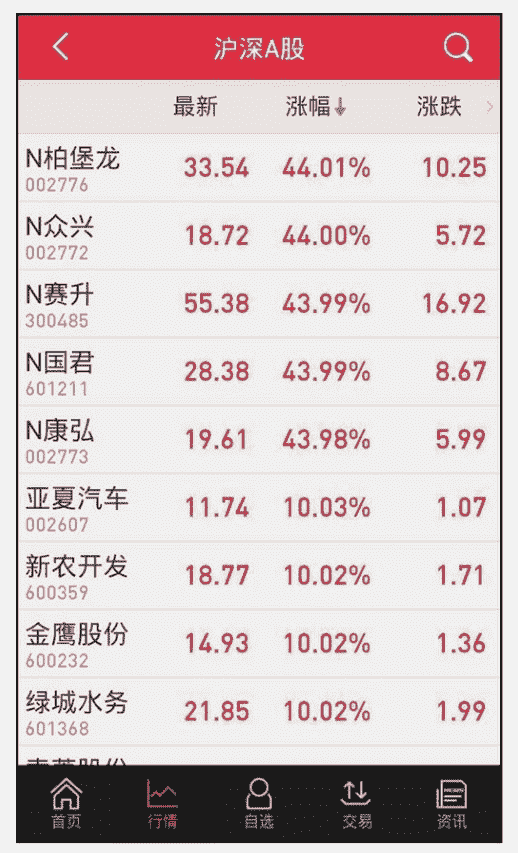 沪深A股
最新 涨幅 涨跌
N柏堡龙 33.54 44.01% 10.25
002776
N众兴 18.72 44.00% 5.72
002772
N赛升 55.38 43.99% 16.92
300485
N国君 28.38 43.99% 8.67
601211
N康弘 19.61 43.98% 5.99
002773
亚夏汽车 11.74 10.03% 1.07
002607
新农开发 18.77 10.02% 1.71
600359
金鹰股份 14.93 10.02% 1.36
600232
绿城水务 21.85 10.02% 1.99
601368
首页 行情 自选 交易 资讯